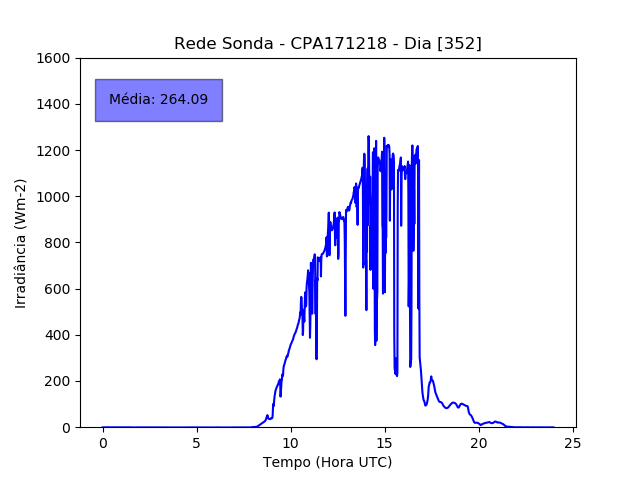 Rede Sonda - CPA171218 - Dia [352]
1600
1400
1200
1000
800
600
400
200
0
Irradiância (Wm-2)
Média: 264.09
0 5 10 15 20 25
Tempo (Hora UTC)